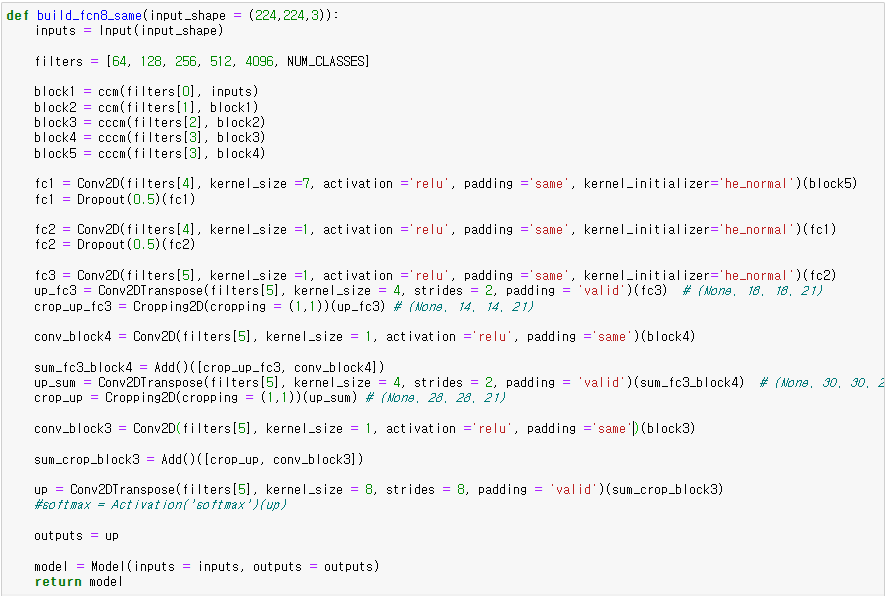 def build_fcn8_same(input_shape = (224,224,3)):
    inputs = Input(input_shape)
    filters = [64, 128, 256, 512, 4096, NUM_CLASSES]
    block1 = ccm(filters[0], inputs)
    block2 = ccm(filters[1], block1)
    block3 = cccm(filters[2], block2)
    block4 = cccm(filters[3], block3)
    block5 = cccm(filters[3], block4)
    fc1 = Conv2D(filters[4], kernel_size =7, activation ='relu', padding ='same', kernel_initializer='he_normal')(block5)
    fc1 = Dropout(0.5)(fc1)
    fc2 = Conv2D(filters[4], kernel_size =1, activation ='relu', padding ='same', kernel_initializer='he_normal')(fc1)
    fc2 = Dropout(0.5)(fc2)
    fc3 = Conv2D(filters[5], kernel_size =1, activation ='relu', padding ='same', kernel_initializer='he_normal')(fc2)
    up_fc3 = Conv2DTranspose(filters[5], kernel_size = 4, strides = 2, padding = 'valid')(fc3)  # (None, 16, 16, 21)
    crop_up_fc3 = Cropping2D(cropping = (1,1))(up_fc3) # (None, 14, 14, 21)
    conv_block4 = Conv2D(filters[5], kernel_size = 1, activation ='relu', padding ='same')(block4)
    sum_fc3_block4 = Add()([crop_up_fc3, conv_block4])
    up_sum = Conv2DTranspose(filters[5], kernel_size = 4, strides = 2, padding = 'valid')(sum_fc3_block4)  # (None, 30, 30, 2
    crop_up = Cropping2D(cropping = (1,1))(up_sum) # (None, 28, 28, 21)
    conv_block3 = Conv2D(filters[5], kernel_size = 1, activation ='relu', padding ='same')(block3)
    sum_crop_block3 = Add()([crop_up, conv_block3])
    up = Conv2DTranspose(filters[5], kernel_size = 8, strides = 8, padding = 'valid')(sum_crop_block3)
    #softmax = Activation('softmax')(up)
    outputs = up
    model = Model(inputs = inputs, outputs = outputs)
    return model